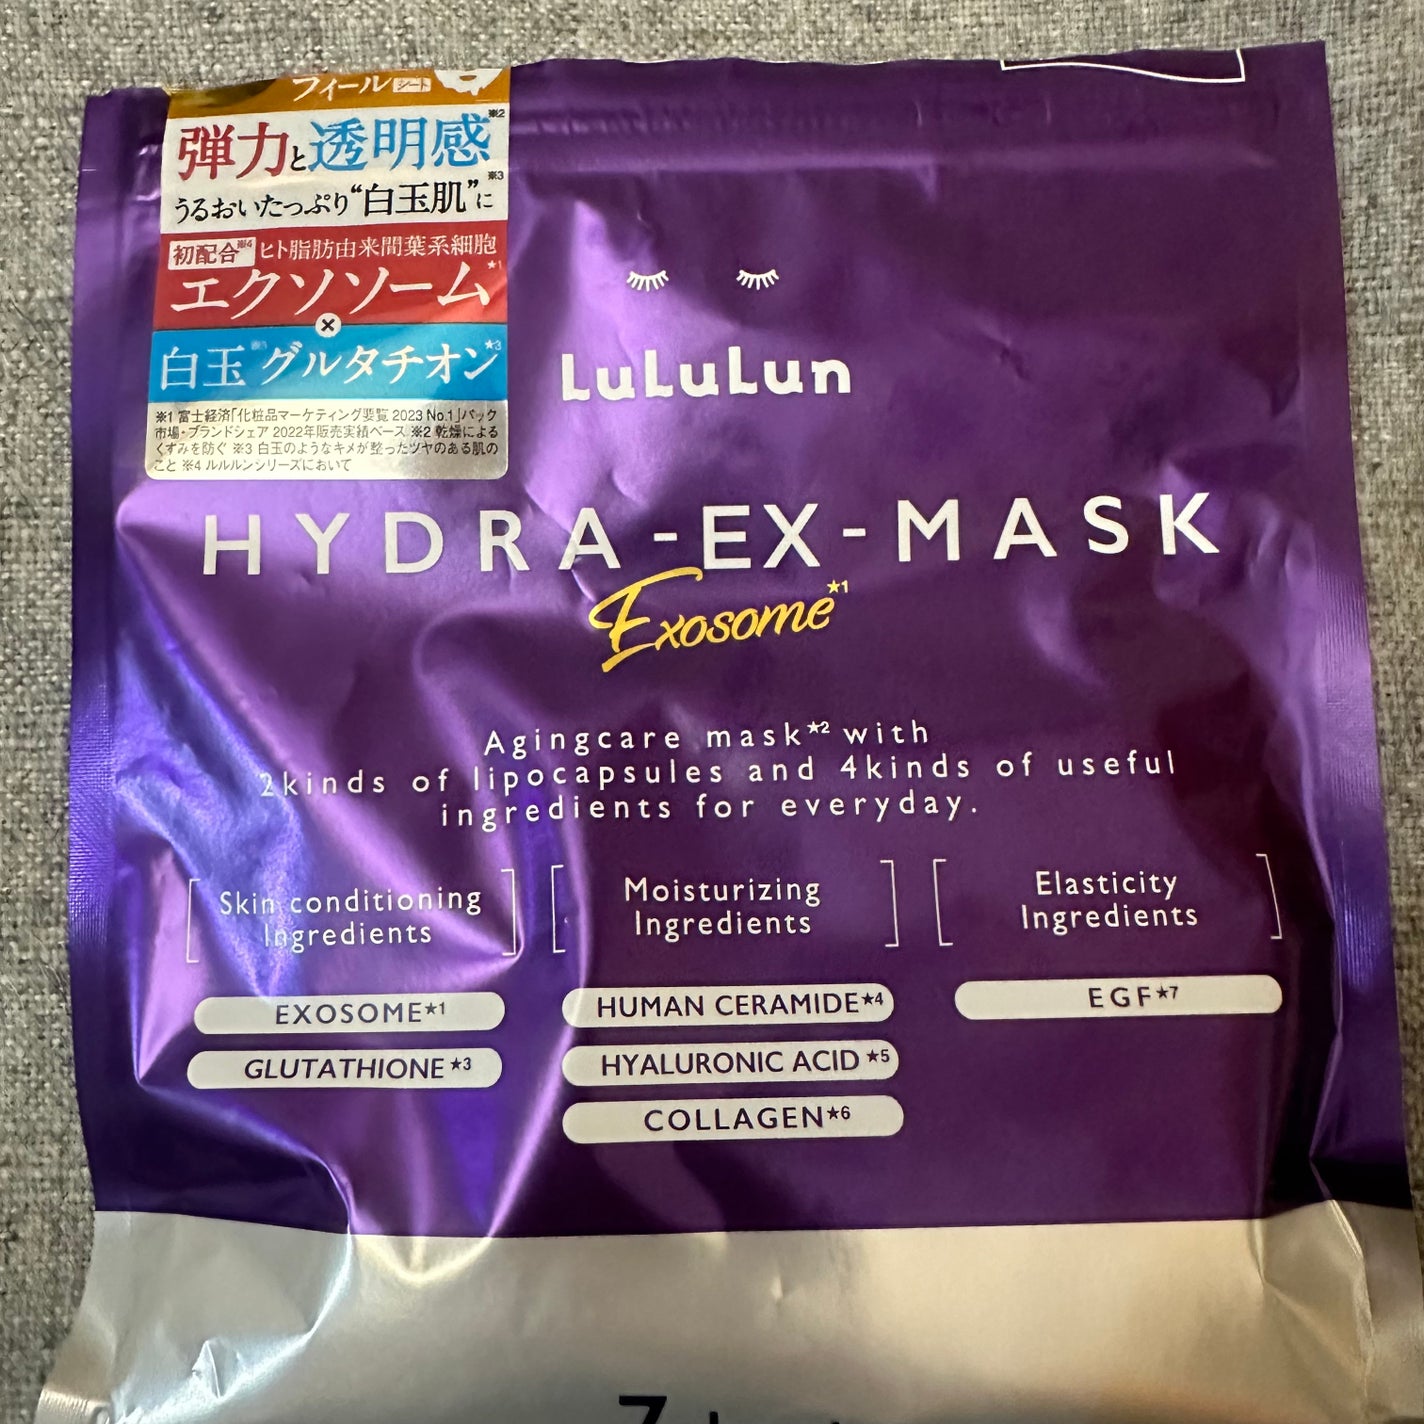 フィール シート
弾力と透明感※2
うるおいたっぷり“白玉肌”※3に
初配合※4 ヒト脂肪由来間葉系細胞
エクソソーム★1
×
白玉※3グルタチオン★3
※1 富士経済「化粧品マーケティング要覧 2023 No.1」パック
市場・ブランドシェア 2022年販売実績ベース ※2 乾燥による
くすみを防ぐ ※3 白玉のようなキメが整ったツヤのある肌の
こと ※4 ルルルンシリーズにおいて
LuLuLun
HYDRA-EX-MASK
Exosome★1
Agingcare mask★2 with
2kinds of lipocapsules and 4kinds of useful
ingredients for everyday.
Skin conditioning
Ingredients
EXOSOME★1
GLUTATHIONE★3
Moisturizing
Ingredients
HUMAN CERAMIDE★4
HYALURONIC ACID★5
COLLAGEN★6
Elasticity
Ingredients
EGF★7
7